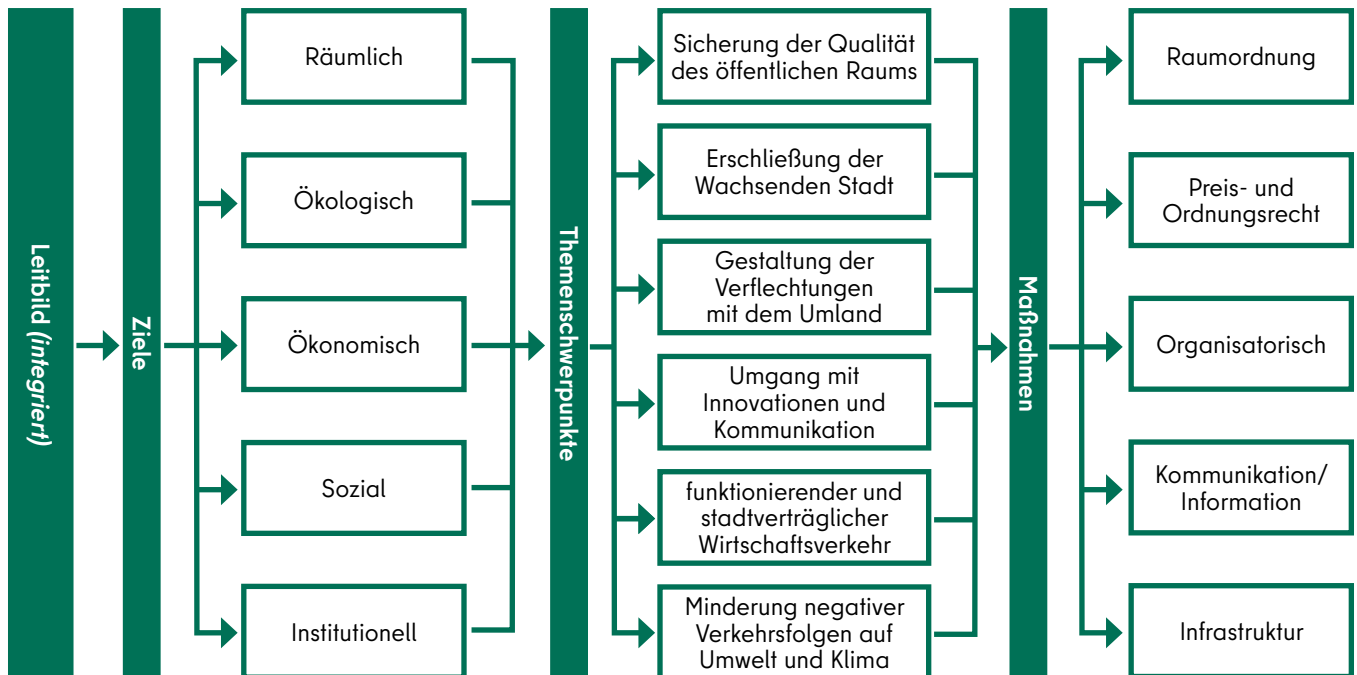 Leitbild (integriert)
Ziele
Räumlich
Ökologisch
Ökonomisch
Sozial
Institutionell
Themenschwerpunkte
Sicherung der Qualität
des öffentlichen Raums
Erschließung der
Wachsenden Stadt
Gestaltung der
Verflechtungen
mit dem Umland
Umgang mit
Innovationen und
Kommunikation
funktionierender und
stadtverträglicher
Wirtschaftsverkehr
Minderung negativer
Verkehrsfolgen auf
Umwelt und Klima
Maßnahmen
Raumordnung
Preis- und
Ordnungsrecht
Organisatorisch
Kommunikation/
Information
Infrastruktur